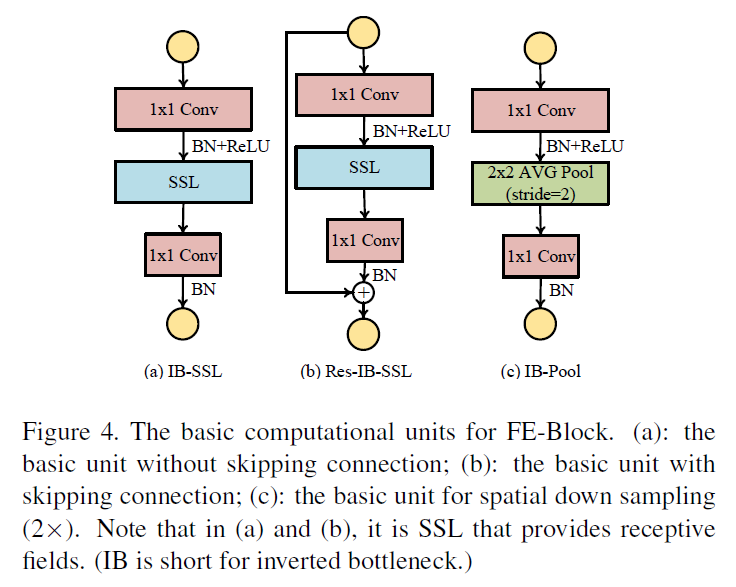 1x1 Conv
BN+ReLU
SSL
1x1 Conv
BN
(a) IB-SSL
1x1 Conv
BN+ReLU
SSL
1x1 Conv
BN
+
(b) Res-IB-SSL
1x1 Conv
BN+ReLU
2x2 AVG Pool
(stride=2)
1x1 Conv
BN
(c) IB-Pool
Figure 4. The basic computational units for FE-Block. (a): the
basic unit without skipping connection; (b): the basic unit with
skipping connection; (c): the basic unit for spatial down sampling
(2×). Note that in (a) and (b), it is SSL that provides receptive
fields. (IB is short for inverted bottleneck.)